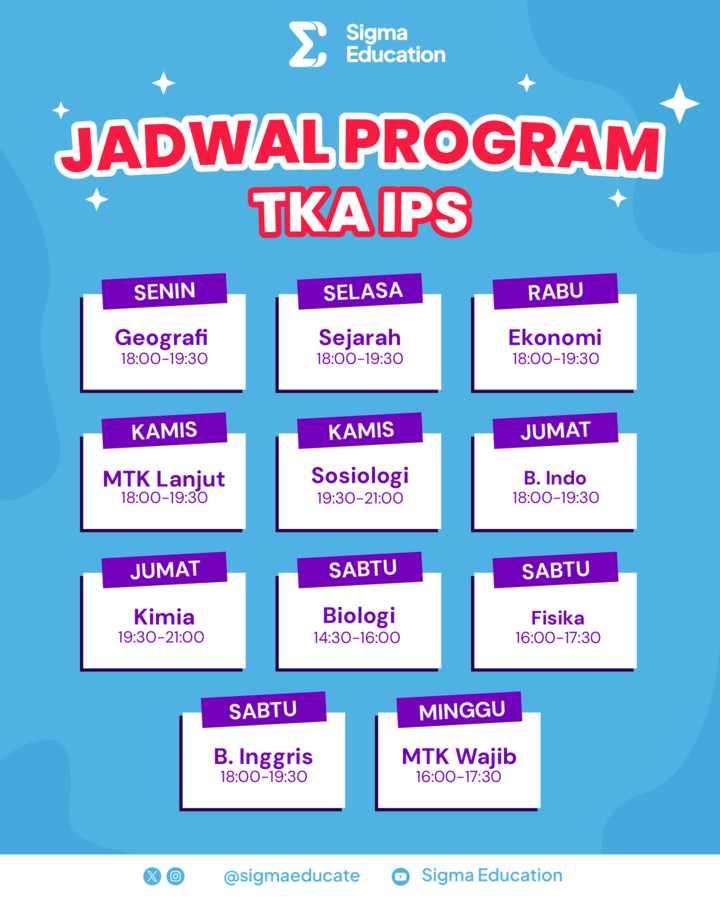 Sigma
Education
JADWAL PROGRAM
TKA IPS
SENIN
Geografi
18:00-19:30
SELASA
Sejarah
18:00-19:30
RABU
Ekonomi
18:00-19:30
KAMIS
MTK Lanjut
18:00-19:30
KAMIS
Sosiologi
19:30-21:00
JUMAT
B. Indo
18:00-19:30
JUMAT
Kimia
19:30-21:00
SABTU
Biologi
14:30-16:00
SABTU
Fisika
16:00-17:30
SABTU
B. Inggris
18:00-19:30
MINGGU
MTK Wajib
16:00-17:30
@sigmaeducate
Sigma Education